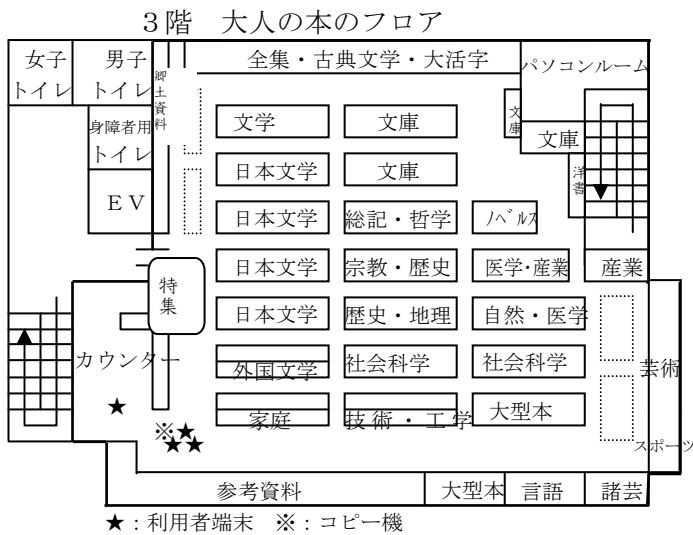 ３階　大人の本のフロア
女子
トイレ
男子
トイレ
郷土資料
全集・古典文学・大活字
パソコンルーム
身障者用
トイレ
文学
文庫
文庫
文庫
日本文学
文庫
洋書
ＥＶ
日本文学
総記・哲学
ﾉﾍﾞﾙｽ
日本文学
宗教・歴史
医学・産業
産業
特集
日本文学
歴史・地理
自然・医学
カウンター
外国文学
社会科学
社会科学
芸術
★
家庭
技術・工学
大型本
※★
★★
スポーツ
参考資料
大型本
言語
諸芸
★：利用者端末　※：コピー機